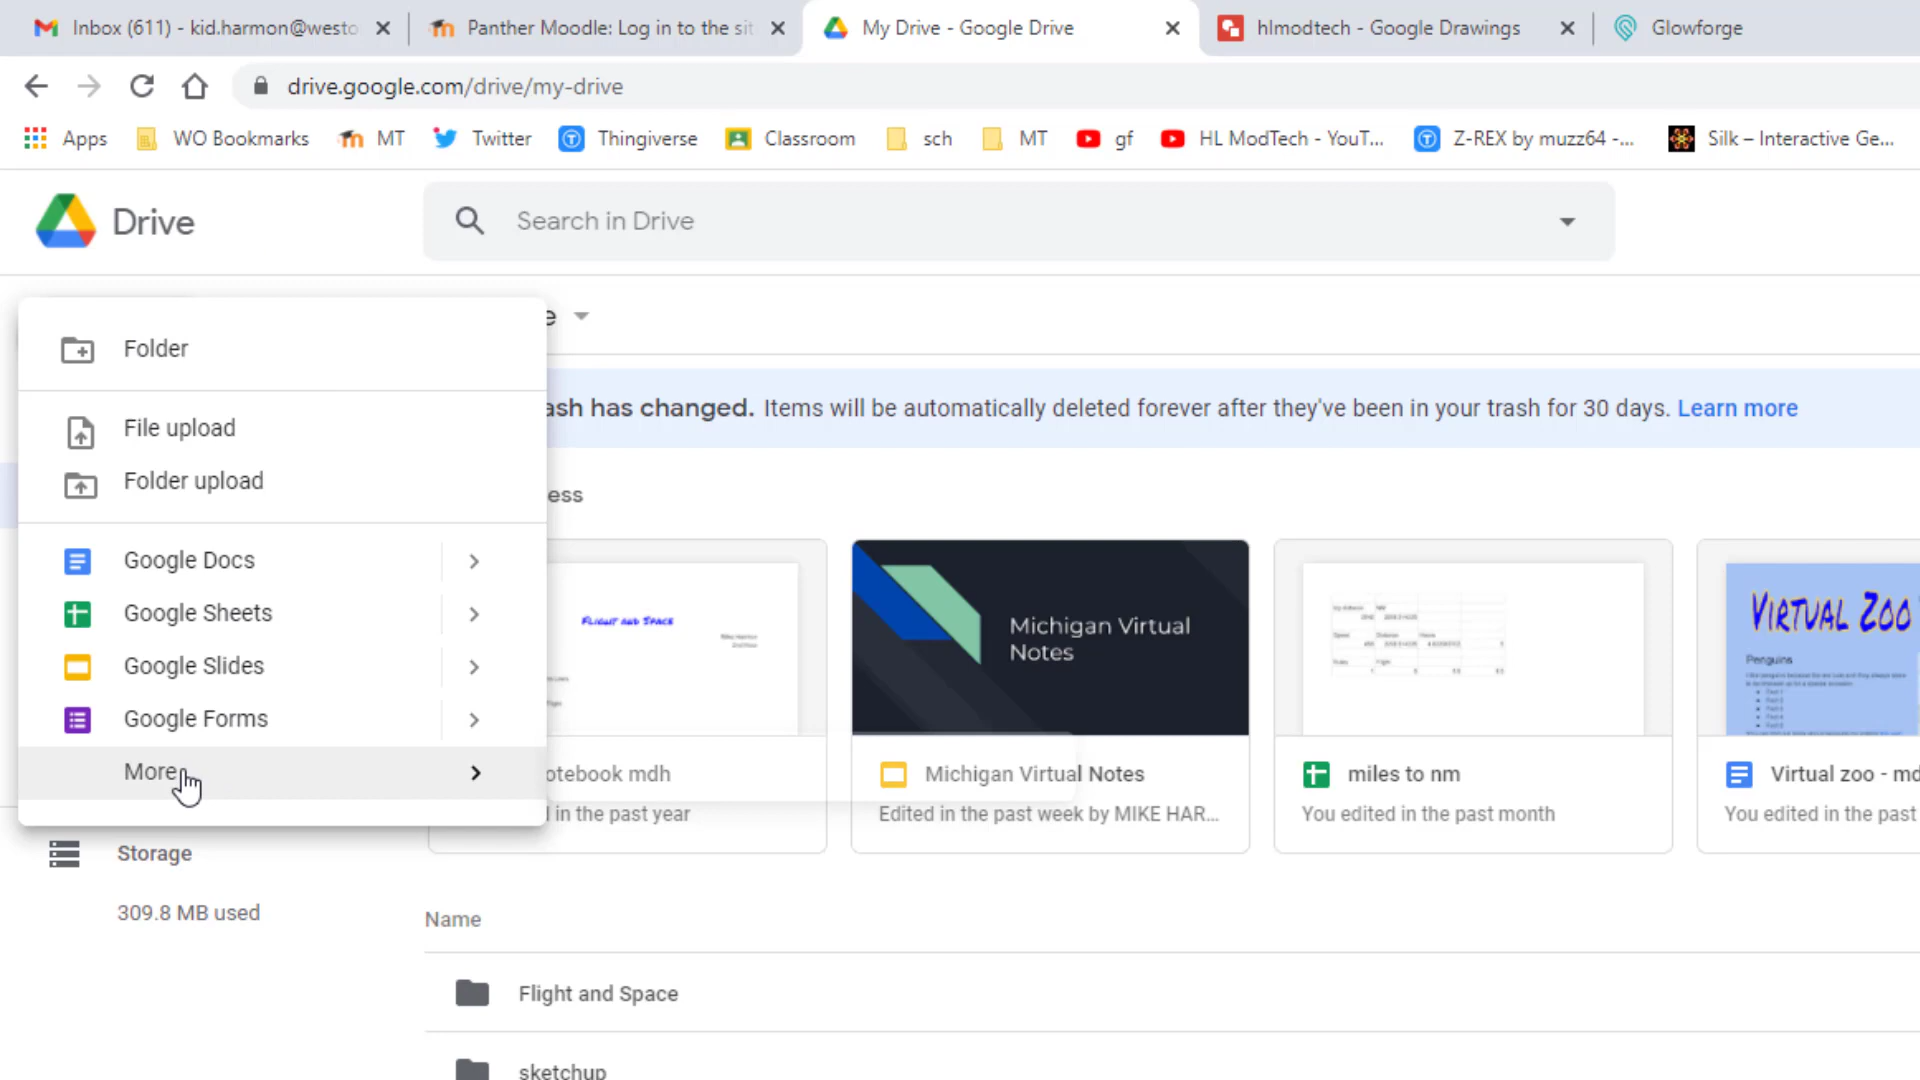 Inbox (611) - kid.harmon@westo
Panther Moodle: Log in to the sit
My Drive - Google Drive
hlmodtech - Google Drawings
Glowforge
drive.google.com/drive/my-drive
Apps
WO Bookmarks
MT
Twitter
Thingiverse
Classroom
sch
MT
gf
HL ModTech - YouT...
Z-REX by muzz64 -...
Silk – Interactive Ge...
Drive
Search in Drive
e
Folder
ash has changed. Items will be automatically deleted forever after they've been in your trash for 30 days. Learn more
File upload
Folder upload
ess
Google Docs
Google Sheets
Google Slides
Google Forms
More
Flight and Space
Michigan Virtual
Notes
Virtual Zoo
Penguins
otebook mdh
l in the past year
Michigan Virtual Notes
Edited in the past week by MIKE HAR...
miles to nm
You edited in the past month
Virtual zoo - md
You edited in the past
Storage
309.8 MB used
Name
Flight and Space
sketchup